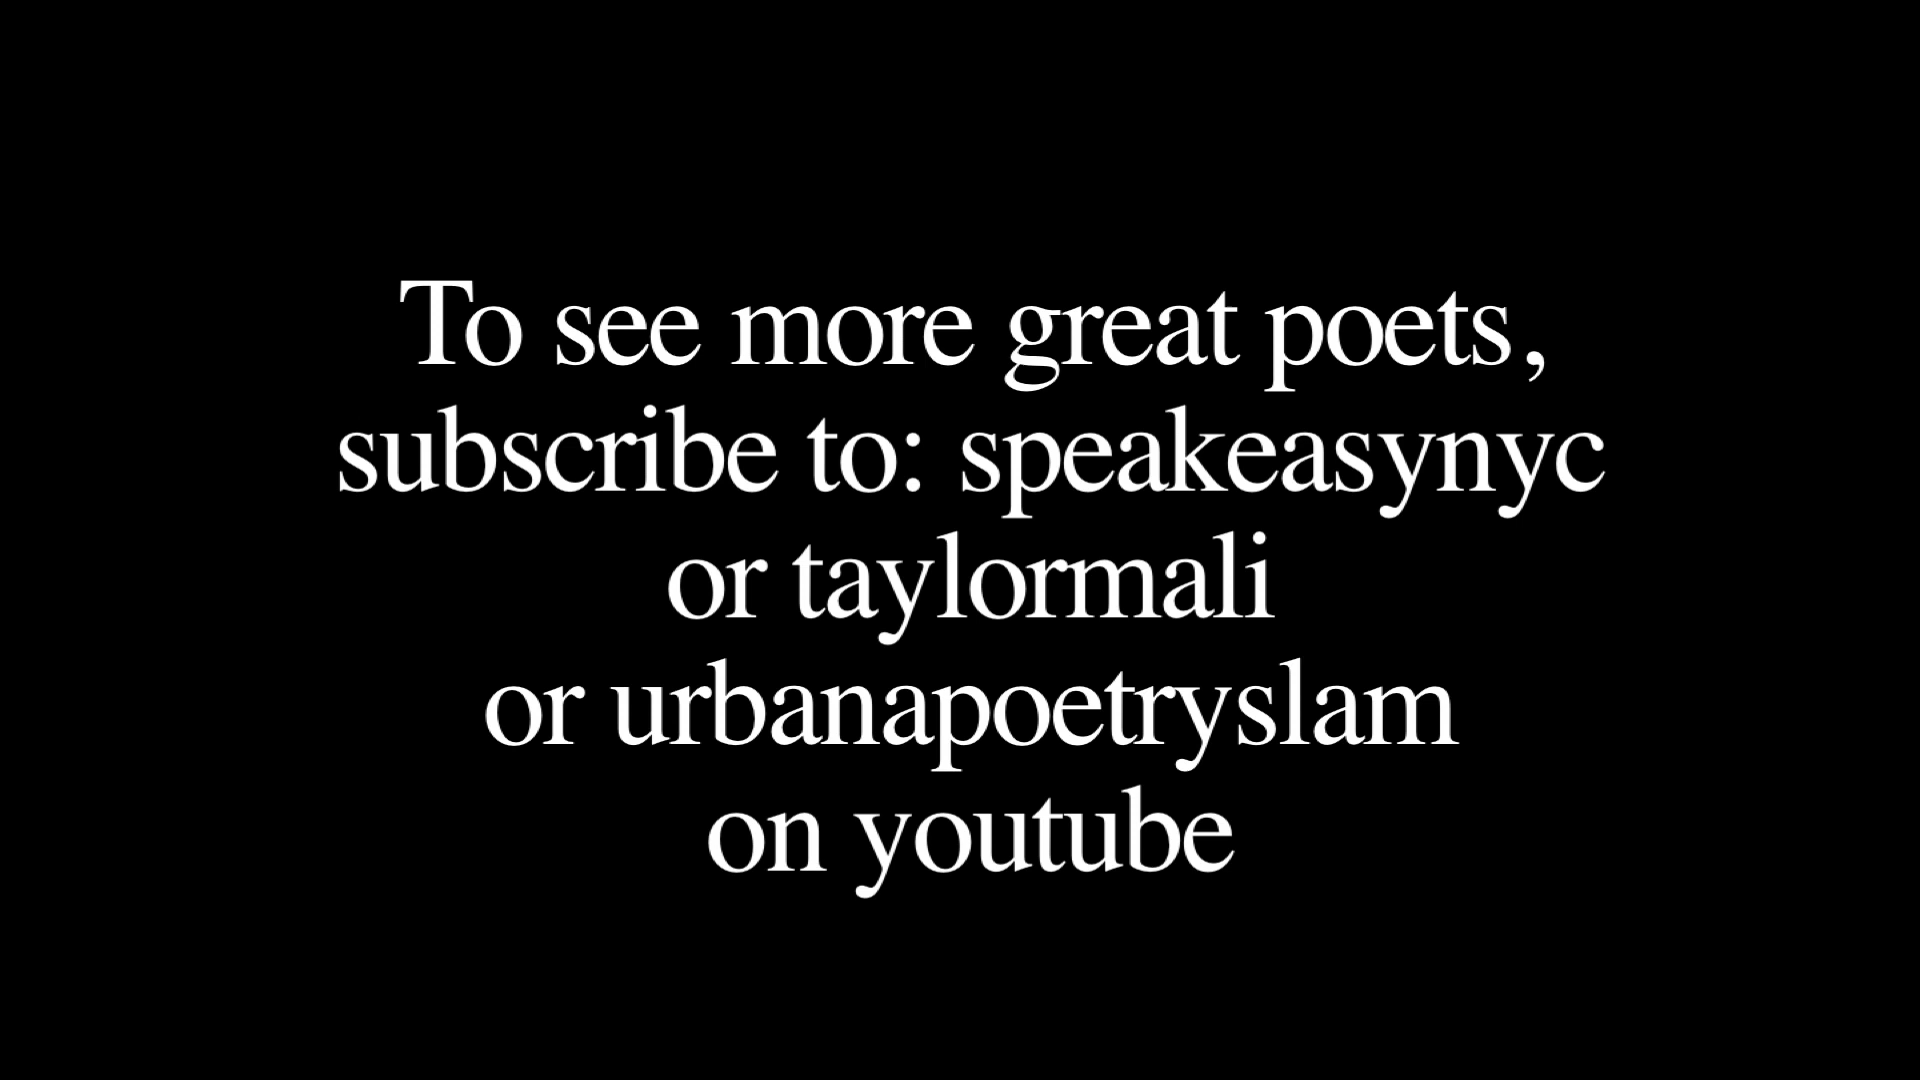 To see more great poets,
subscribe to: speakeasynyc
or taylormali
or urbanapoetryslam
on youtube